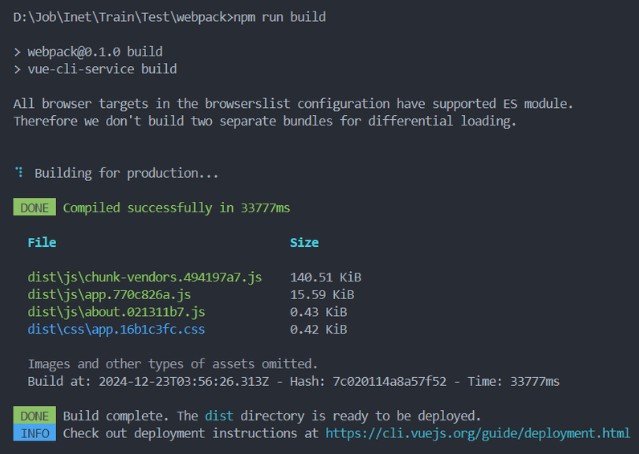 D:\Job\Inet\Train\Test\webpack>npm run build
> webpack@0.1.0 build
> vue-cli-service build
All browser targets in the browserslist configuration have supported ES module.
Therefore we don't build two separate bundles for differential loading.
Building for production...
DONE Compiled successfully in 33777ms
File Size
dist\js\chunk-vendors.494197a7.js 140.51 KiB
dist\js\app.770c826a.js 15.59 KiB
dist\js\about.021311b7.js 0.43 KiB
dist\css\app.16b1c3fc.css 0.42 KiB
Images and other types of assets omitted.
Build at: 2024-12-23T03:56:26.313Z - Hash: 7c020114a8a57f52 - Time: 33777ms
DONE Build complete. The dist directory is ready to be deployed.
INFO Check out deployment instructions at https://cli.vuejs.org/guide/deployment.html